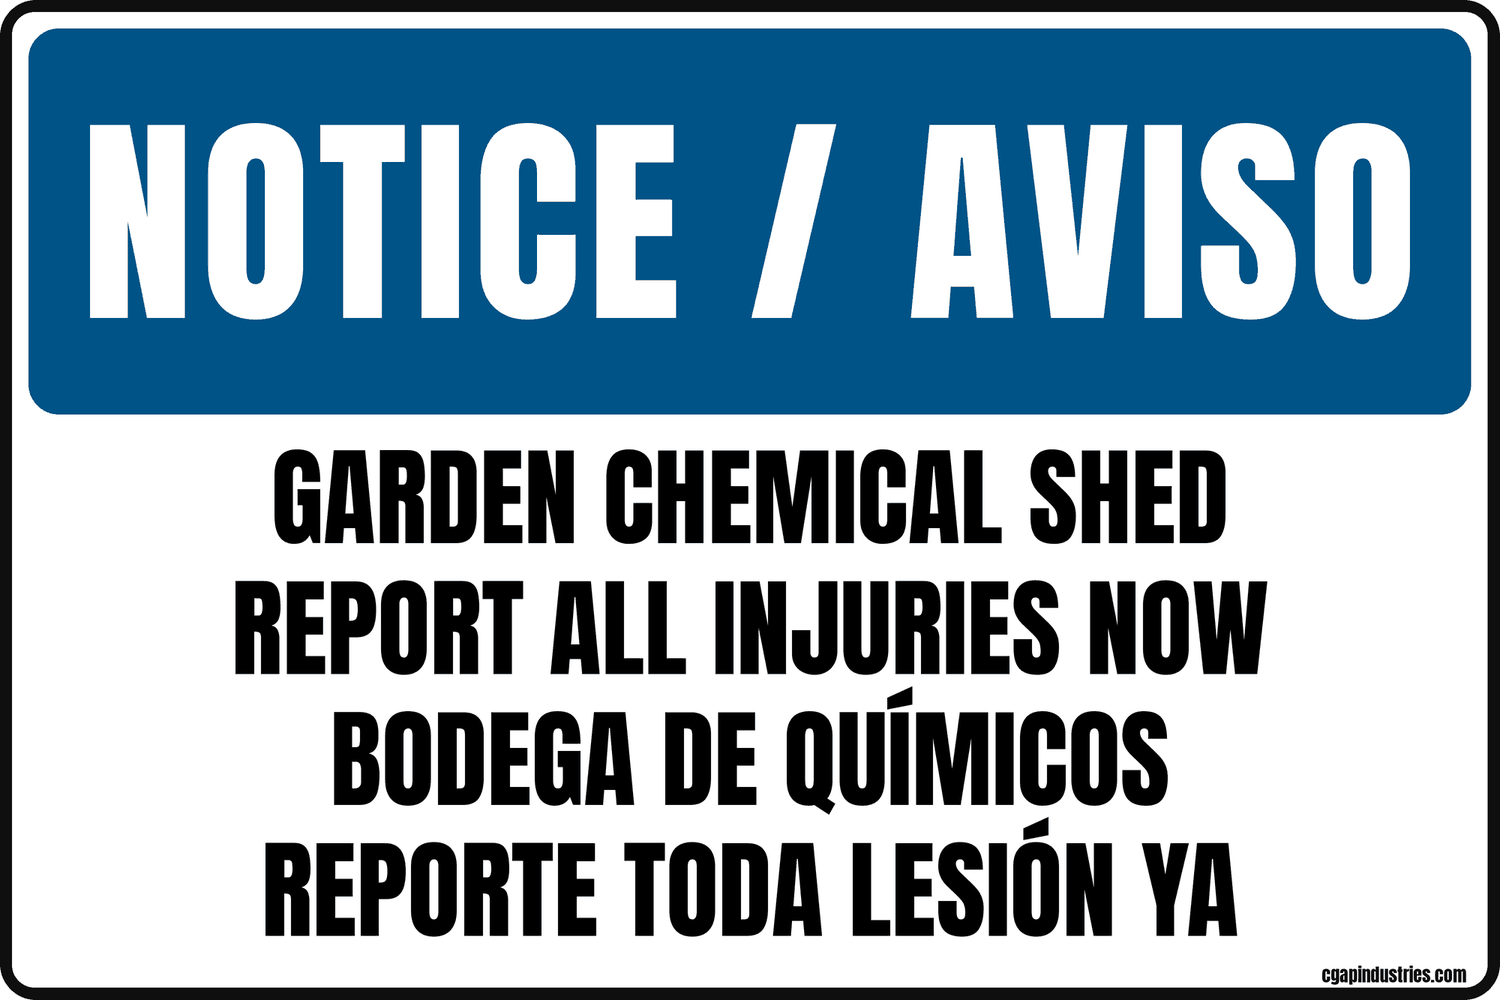 NOTICE / AVISO
GARDEN CHEMICAL SHED
REPORT ALL INJURIES NOW
BODEGA DE QUÍMICOS
REPORTE TODA LESIÓN YA
cgapindustries.com